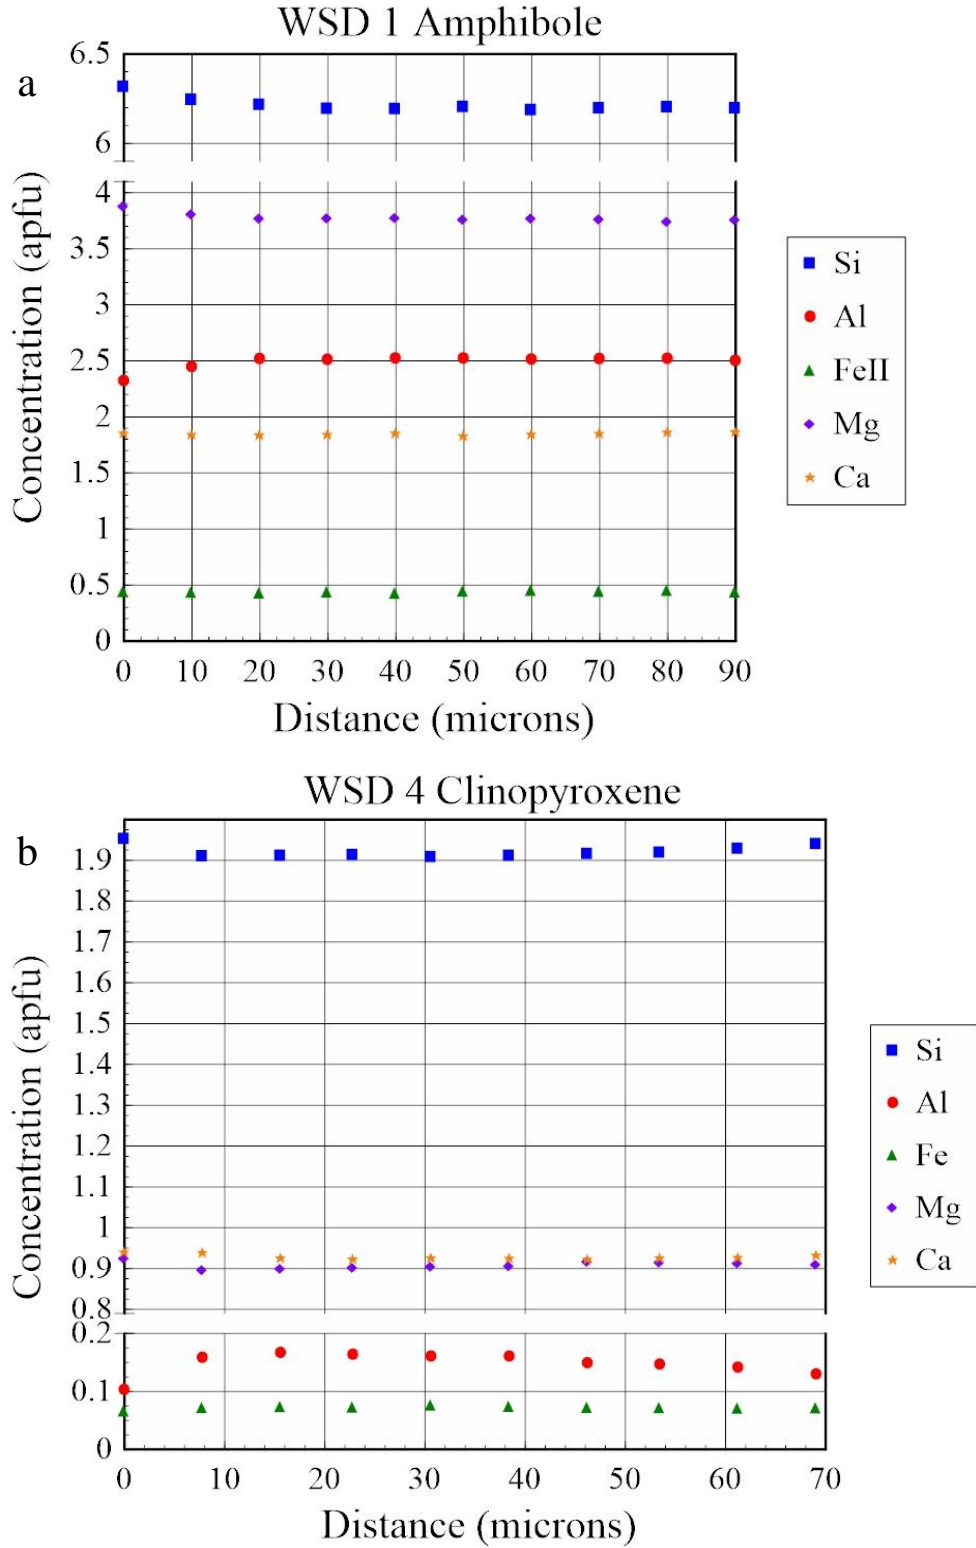 WSD 1 Amphibole
a
6.5
6
4
3.5
3
2.5
2
1.5
1
0.5
0
Concentration (apfu)
0 10 20 30 40 50 60 70 80 90
Distance (microns)
Si
Al
FeII
Mg
Ca
WSD 4 Clinopyroxene
b
1.9
1.8
1.7
1.6
1.5
1.4
1.3
1.2
1.1
1
0.9
0.8
0.2
0.1
0
Concentration (apfu)
0 10 20 30 40 50 60 70
Distance (microns)
Si
Al
Fe
Mg
Ca